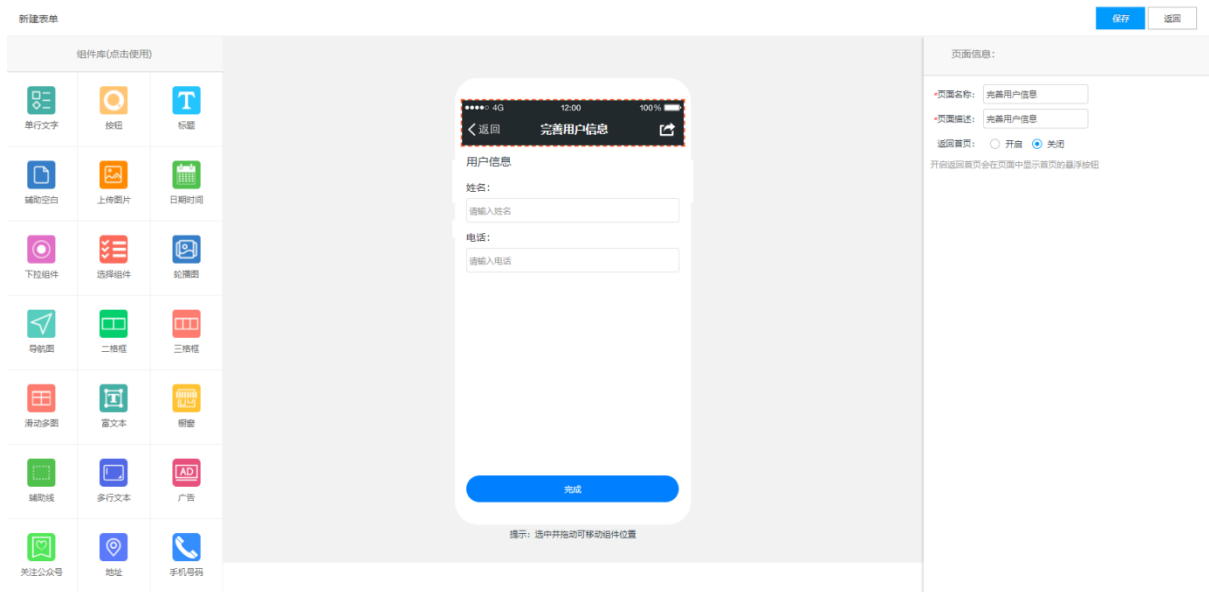 新建表单
保存
返回
组件库(点击使用)
单行文字
按钮
标题
辅助空白
上传图片
日期时间
下拉组件
选择组件
轮播图
导航图
二格框
三格框
滑动多图
富文本
橱窗
辅助线
多行文本
AD
广告
关注公众号
地址
手机号码
4G
12:00
100%
返回
完善用户信息
用户信息
姓名:
请输入姓名
电话:
请输入电话
完成
提示：选中并拖动可移动组件位置
页面信息:
*页面名称:
完善用户信息
*页面描述:
完善用户信息
返回首页:
开启
关闭
开启返回首页会在页面中显示首页的悬浮按钮